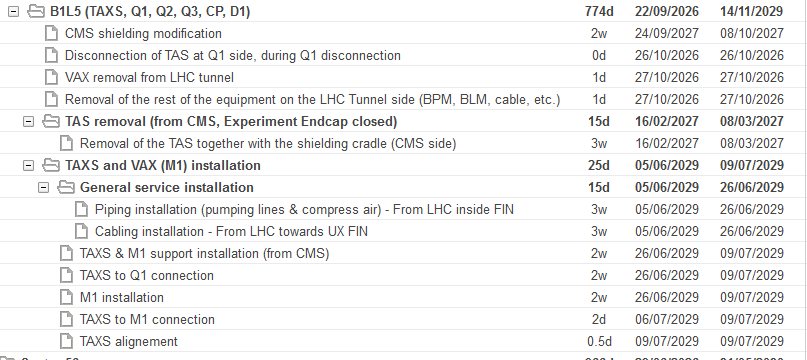 B1L5 (TAXS, Q1, Q2, Q3, CP, D1) 774d 22/09/2026 14/11/2029
CMS shielding modification 2w 24/09/2027 08/10/2027
Disconnection of TAS at Q1 side, during Q1 disconnection 0d 26/10/2026 26/10/2026
VAX removal from LHC tunnel 1d 27/10/2026 27/10/2026
Removal of the rest of the equipment on the LHC Tunnel side (BPM, BLM, cable, etc.) 1d 27/10/2026 27/10/2026
TAS removal (from CMS, Experiment Endcap closed) 15d 16/02/2027 08/03/2027
Removal of the TAS together with the shielding cradle (CMS side) 3w 16/02/2027 08/03/2027
TAXS and VAX (M1) installation 25d 05/06/2029 09/07/2029
General service installation 15d 05/06/2029 26/06/2029
Piping installation (pumping lines & compress air) - From LHC inside FIN 3w 05/06/2029 26/06/2029
Cabling installation - From LHC towards UX FIN 3w 05/06/2029 26/06/2029
TAXS & M1 support installation (from CMS) 2w 26/06/2029 09/07/2029
TAXS to Q1 connection 2w 26/06/2029 09/07/2029
M1 installation 2w 26/06/2029 09/07/2029
TAXS to M1 connection 2d 06/07/2029 09/07/2029
TAXS alignement 0.5d 09/07/2029 09/07/2029